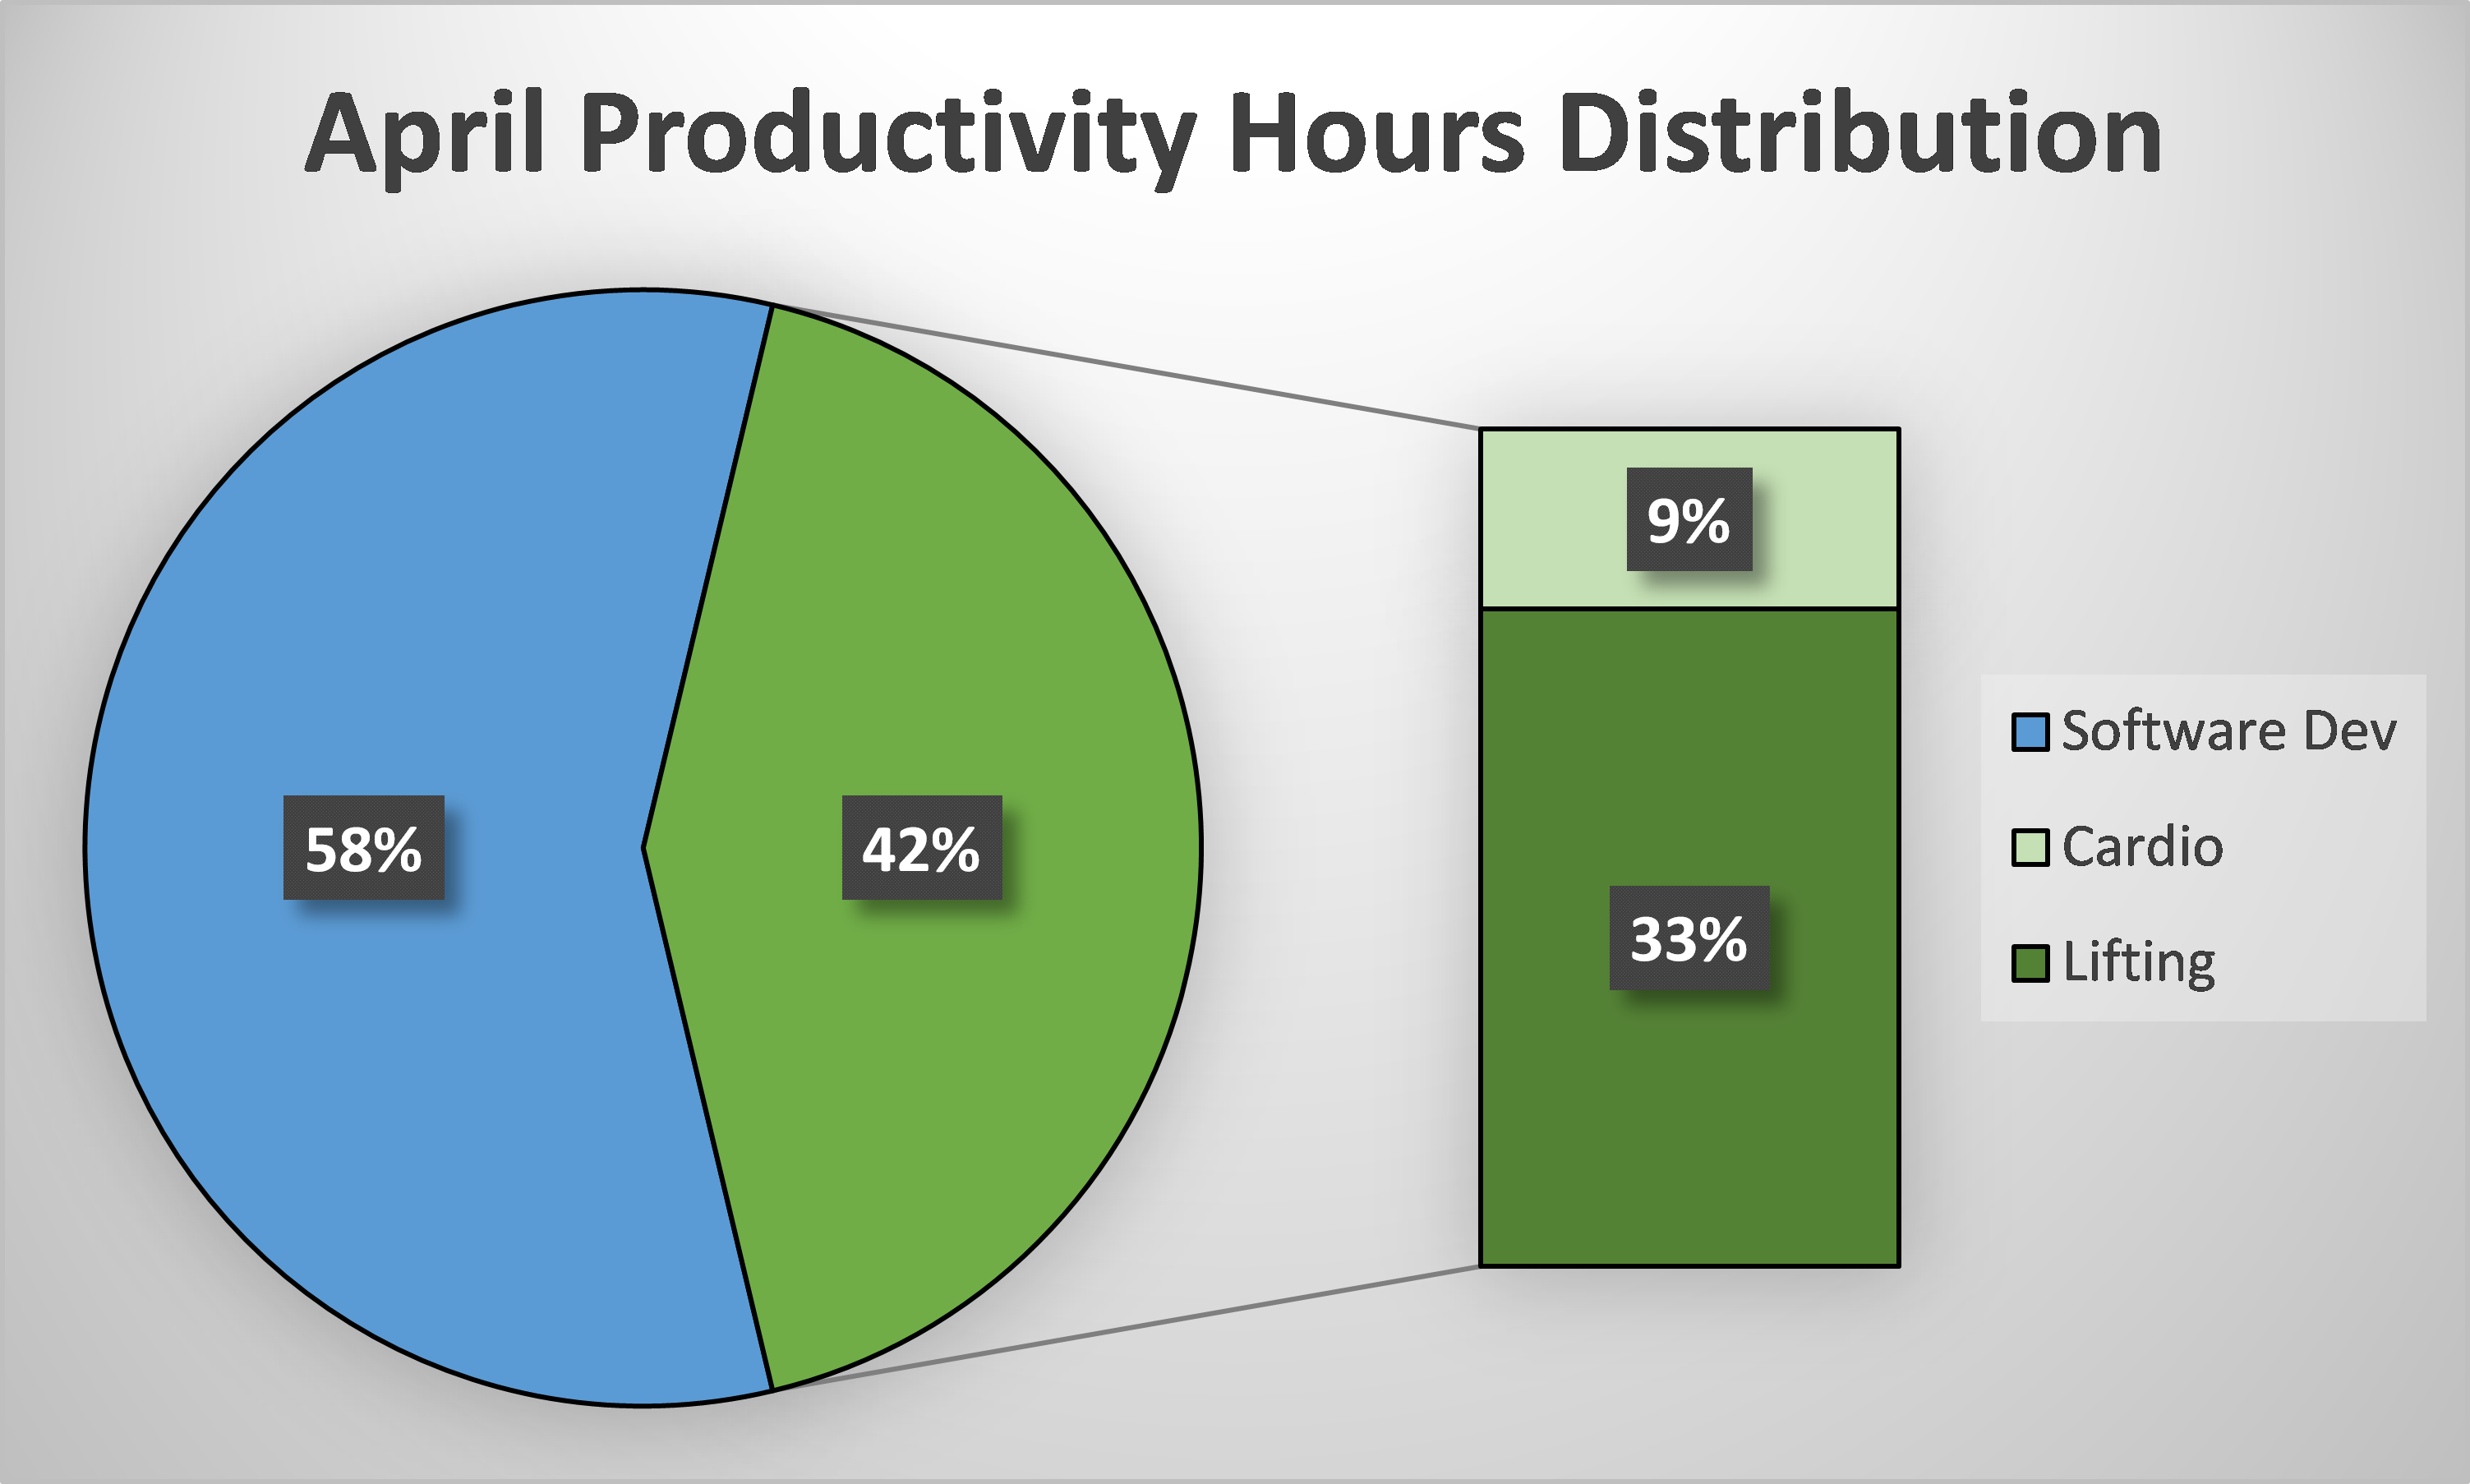 April Productivity Hours Distribution
58%
42%
9%
33%
Software Dev
Cardio
Lifting